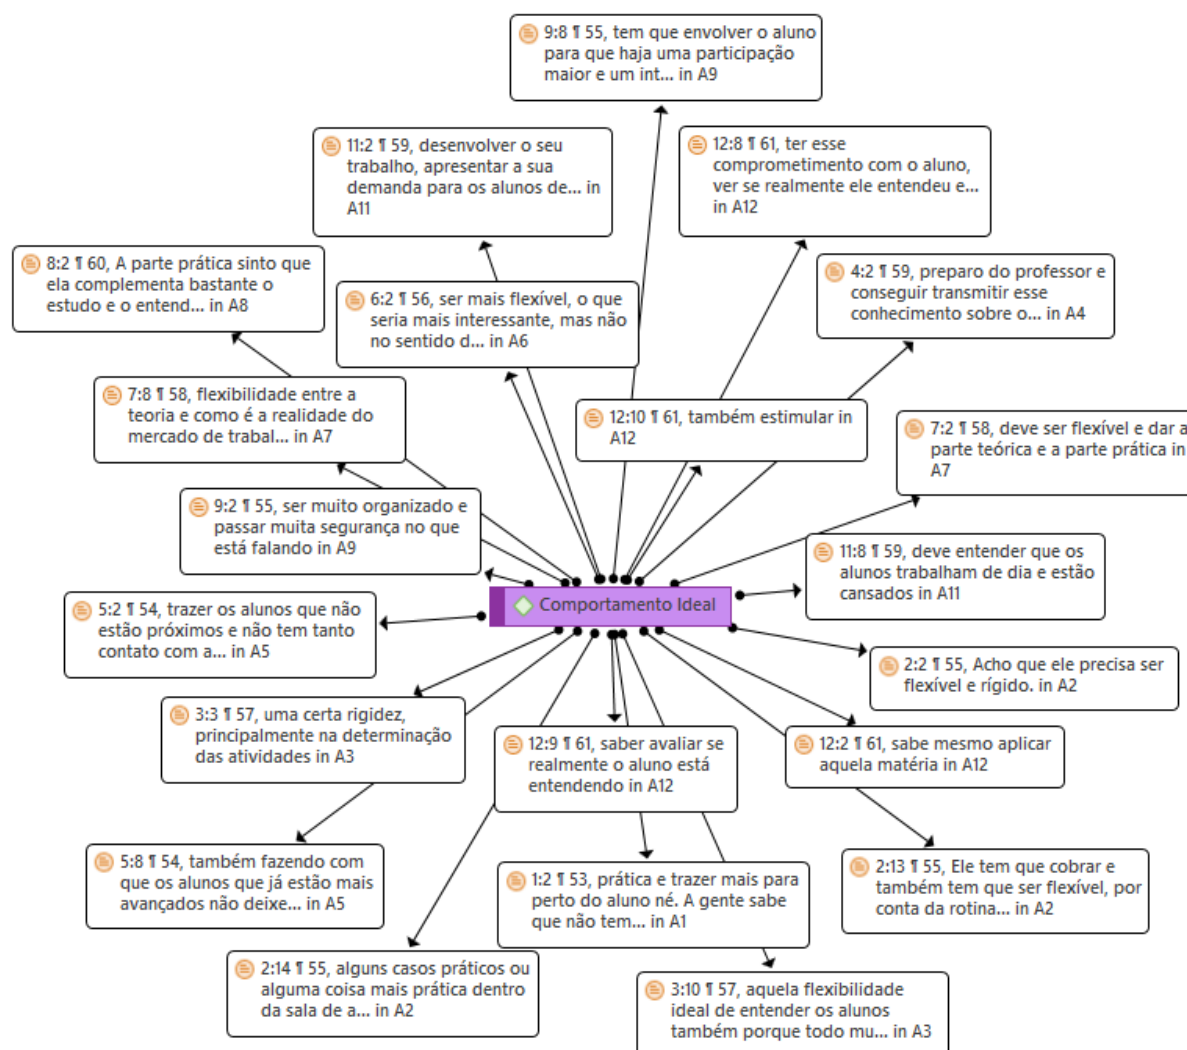 9:8 ¶ 55, tem que envolver o aluno
para que haja uma participação
maior e um int... in A9
11:2 ¶ 59, desenvolver o seu
trabalho, apresentar a sua
demanda para os alunos de... in
A11
12:8 ¶ 61, ter esse
comprometimento com o aluno,
ver se realmente ele entendeu e...
in A12
8:2 ¶ 60, A parte prática sinto que
ela complementa bastante o
estudo e o entend... in A8
6:2 ¶ 56, ser mais flexível, o que
seria mais interessante, mas não
no sentido d... in A6
4:2 ¶ 59, preparo do professor e
conseguir transmitir esse
conhecimento sobre o... in A4
7:8 ¶ 58, flexibilidade entre a
teoria e como é a realidade do
mercado de trabal... in A7
12:10 ¶ 61, também estimular in
A12
7:2 ¶ 58, deve ser flexível e dar a
parte teórica e a parte prática in
A7
9:2 ¶ 55, ser muito organizado e
passar muita segurança no que
está falando in A9
11:8 ¶ 59, deve entender que os
alunos trabalham de dia e estão
cansados in A11
Comportamento Ideal
5:2 ¶ 54, trazer os alunos que não
estão próximos e não tem tanto
contato com a... in A5
2:2 ¶ 55, Acho que ele precisa ser
flexível e rígido. in A2
3:3 ¶ 57, uma certa rigidez,
principalmente na determinação
das atividades in A3
12:9 ¶ 61, saber avaliar se
realmente o aluno está
entendendo in A12
12:2 ¶ 61, sabe mesmo aplicar
aquela matéria in A12
5:8 ¶ 54, também fazendo com
que os alunos que já estão mais
avançados não deixe... in A5
1:2 ¶ 53, prática e trazer mais para
perto do aluno né. A gente sabe
que não tem... in A1
2:13 ¶ 55, Ele tem que cobrar e
também tem que ser flexível, por
conta da rotina... in A2
2:14 ¶ 55, alguns casos práticos ou
alguma coisa mais prática dentro
da sala de a... in A2
3:10 ¶ 57, aquela flexibilidade
ideal de entender os alunos
também porque todo mu... in A3